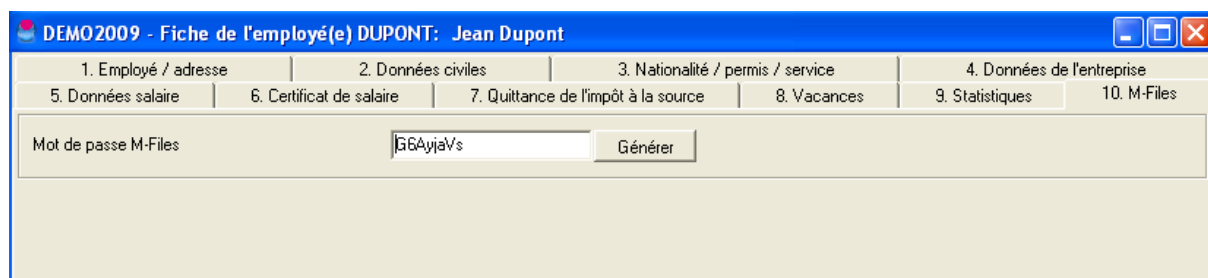 DEMO2009 - Fiche de l'employé(e) DUPONT: Jean Dupont
1. Employé / adresse 2. Données civiles 3. Nationalité / permis / service 4. Données de l'entreprise
5. Données salaire 6. Certificat de salaire 7. Quittance de l'impôt à la source 8. Vacances 9. Statistiques 10. M-Files
Mot de passe M-Files G6AyjaVs Générer